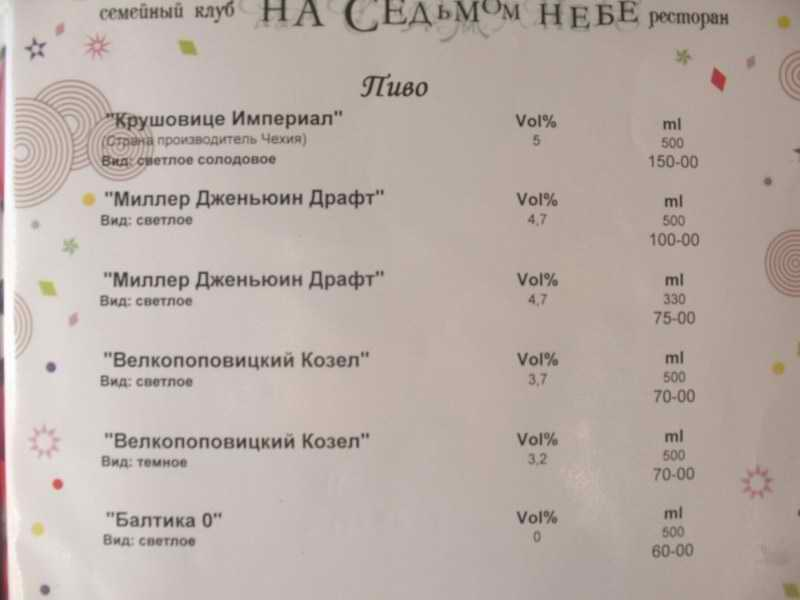 семейный клуб НА СЕДЬМОМ НЕБЕ ресторан
Пиво
"Крушовице Империал" Vol% ml
(Страна производитель Чехия) 5 500
Вид: светлое солодовое 150-00
"Миллер Дженьюин Драфт" Vol% ml
Вид: светлое 4,7 500
100-00
"Миллер Дженьюин Драфт" Vol% ml
Вид: светлое 4,7 330
75-00
"Велкопоповицкий Козел" Vol% ml
Вид: светлое 3,7 500
70-00
"Велкопоповицкий Козел" Vol% ml
Вид: темное 3,2 500
70-00
"Балтика 0" Vol% ml
Вид: светлое 0 500
60-00